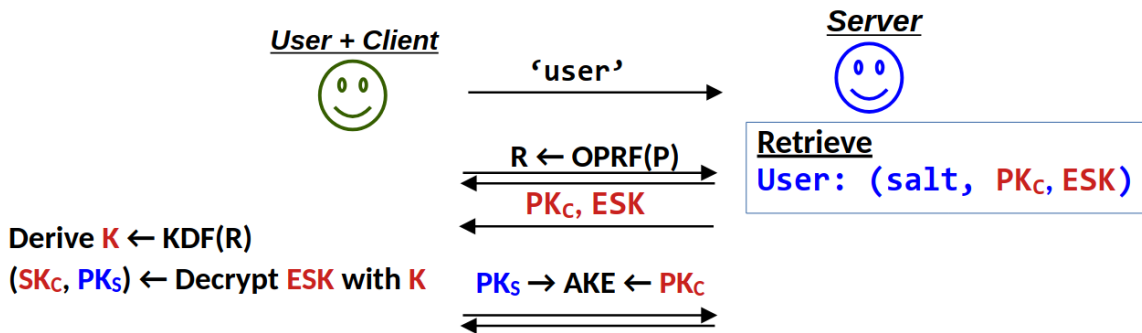 User + Client
Server
‘user’
R ← OPRF(P)
Retrieve
User: (salt, PKC, ESK)
PKC, ESK
Derive K ← KDF(R)
(SKC, PKS) ← Decrypt ESK with K
PKS → AKE ← PKC